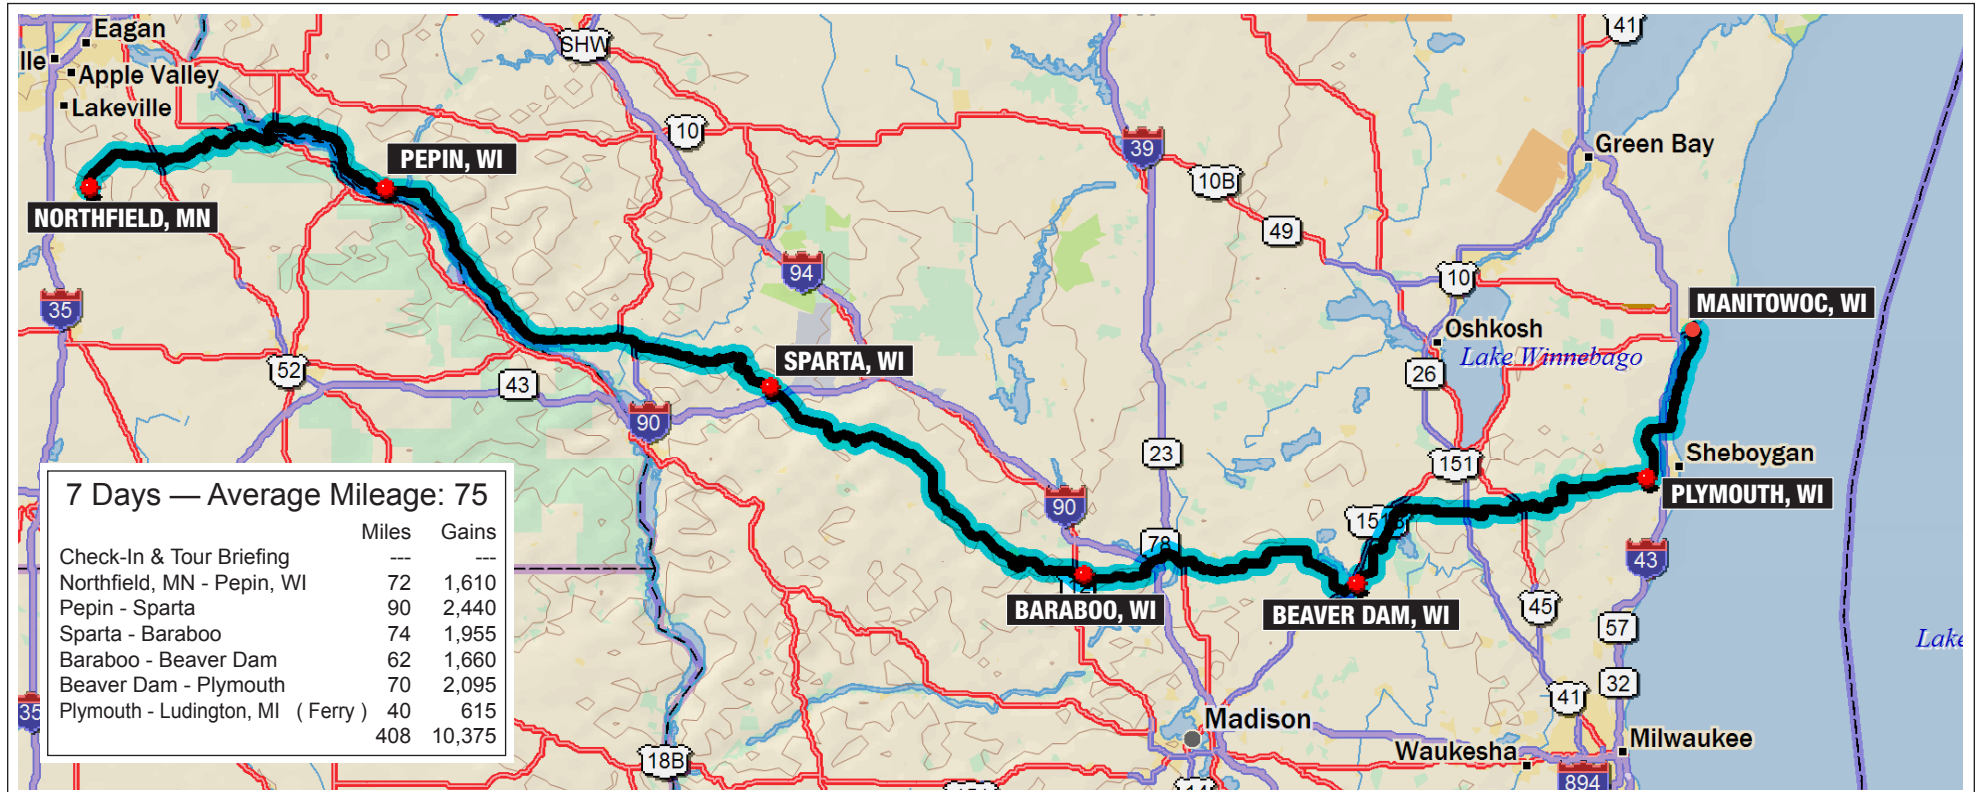 Eagan
lle
Apple Valley
Lakeville
SHW
41
10
39
Green Bay
PEPIN, WI
10B
NORTHFIELD, MN
49
94
10
35
MANITOWOC, WI
Oshkosh
Lake Winnebago
SPARTA, WI
52
43
26
90
23
151
Sheboygan
PLYMOUTH, WI
90
78
43
BARABOO, WI
BEAVER DAM, WI
45
57
Lake
32
41
35
Madison
Milwaukee
Waukesha
18B
894
14
7 Days — Average Mileage: 75
Miles Gains
Check-In & Tour Briefing --- ---
Northfield, MN - Pepin, WI 72 1,610
Pepin - Sparta 90 2,440
Sparta - Baraboo 74 1,955
Baraboo - Beaver Dam 62 1,660
Beaver Dam - Plymouth 70 2,095
Plymouth - Ludington, MI ( Ferry ) 40 615
408 10,375